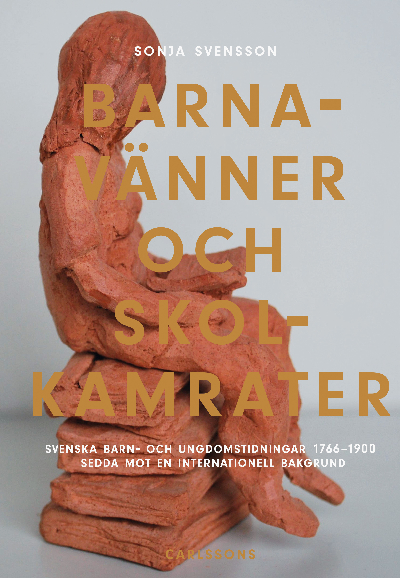 SONJA SVENSSON
BARNA-
VÄNNER
OCH
SKOL-
KAMRATER
SVENSKA BARN- OCH UNGDOMSTIDNINGAR 1766–1900
SEDDA MOT EN INTERNATIONELL BAKGRUND
CARLSSONS